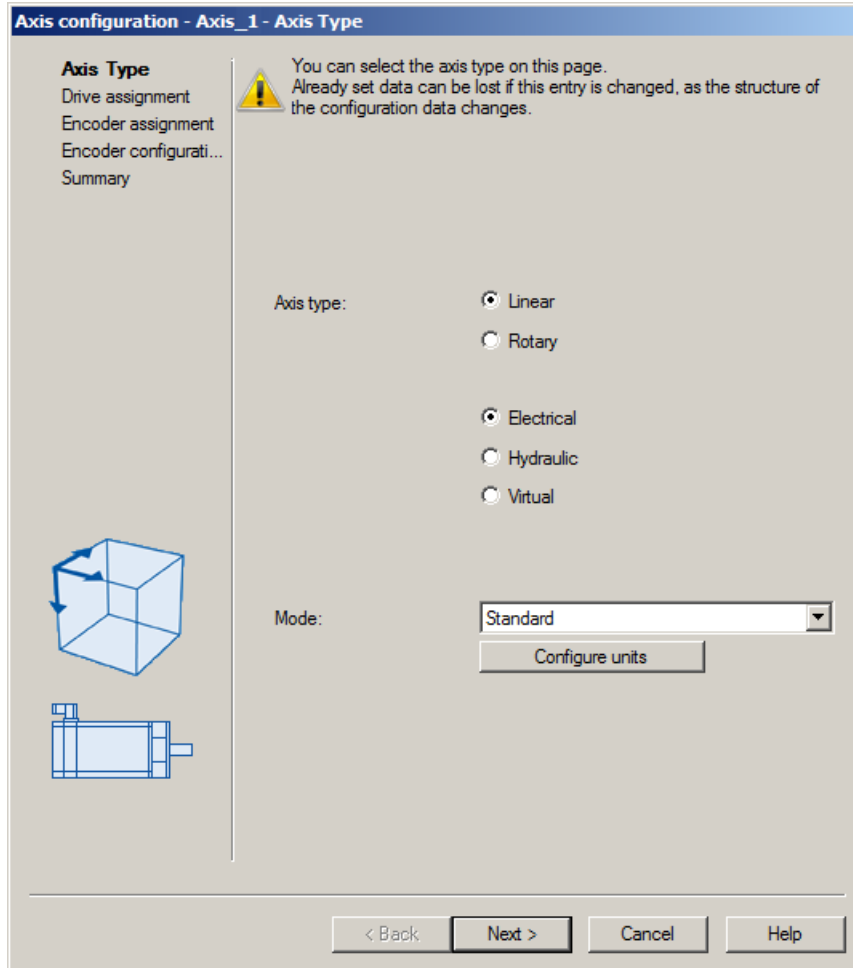 Axis configuration - Axis_1 - Axis Type
Axis Type
Drive assignment
Encoder assignment
Encoder configurati...
Summary
You can select the axis type on this page.
Already set data can be lost if this entry is changed, as the structure of
the configuration data changes.
Axis type:
Linear
Rotary
Electrical
Hydraulic
Virtual
Mode:
Standard
Configure units
< Back
Next >
Cancel
Help